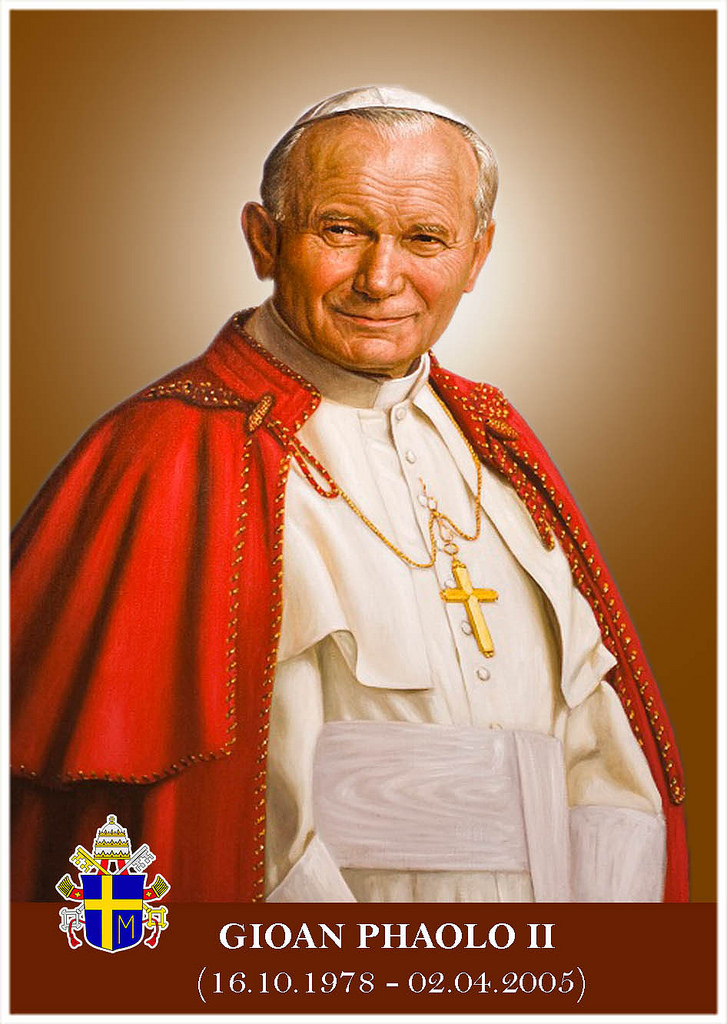 GIOAN PHAOLO II
(16.10.1978 - 02.04.2005)
M